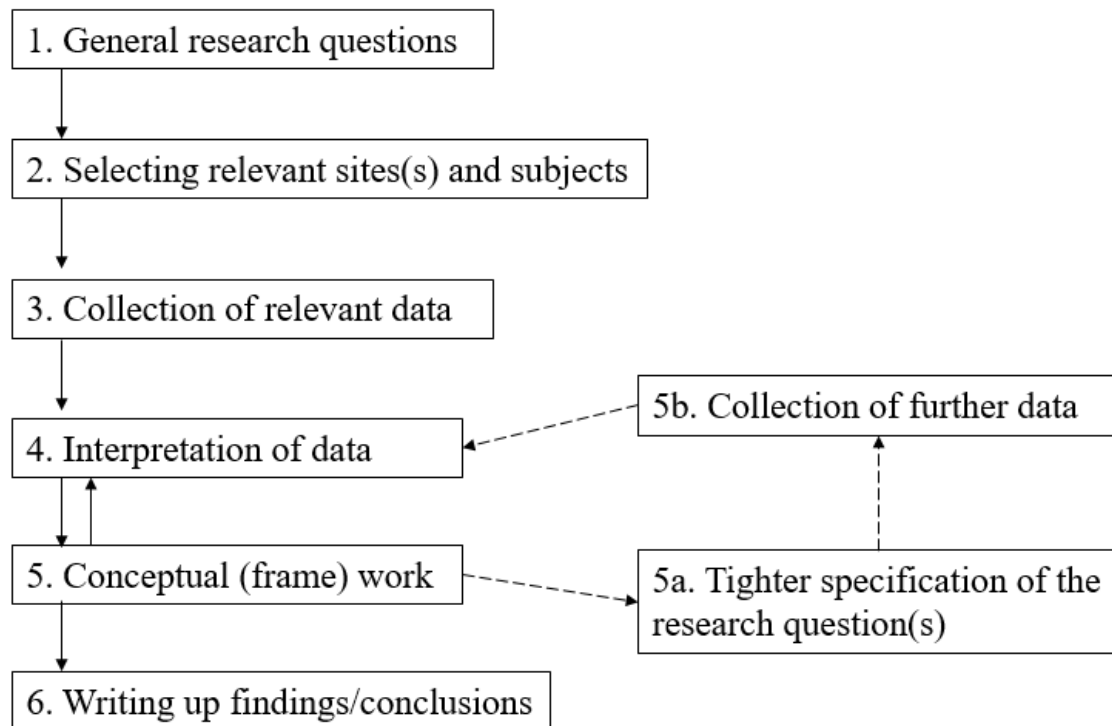 1. General research questions
2. Selecting relevant sites(s) and subjects
3. Collection of relevant data
4. Interpretation of data
5b. Collection of further data
5. Conceptual (frame) work
5a. Tighter specification of the
research question(s)
6. Writing up findings/conclusions